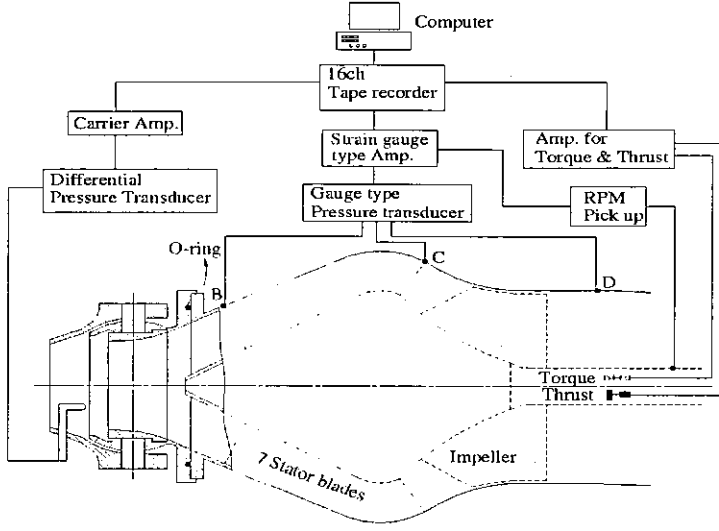 Computer
16ch
Tape recorder
Carrier Amp.
Strain gauge
type Amp.
Amp. for
Torque & Thrust
Differential
Pressure Transducer
Gauge type
Pressure transducer
RPM
Pick up
O-ring
B
C
D
Torque
Thrust
Impeller
7 Stator blades